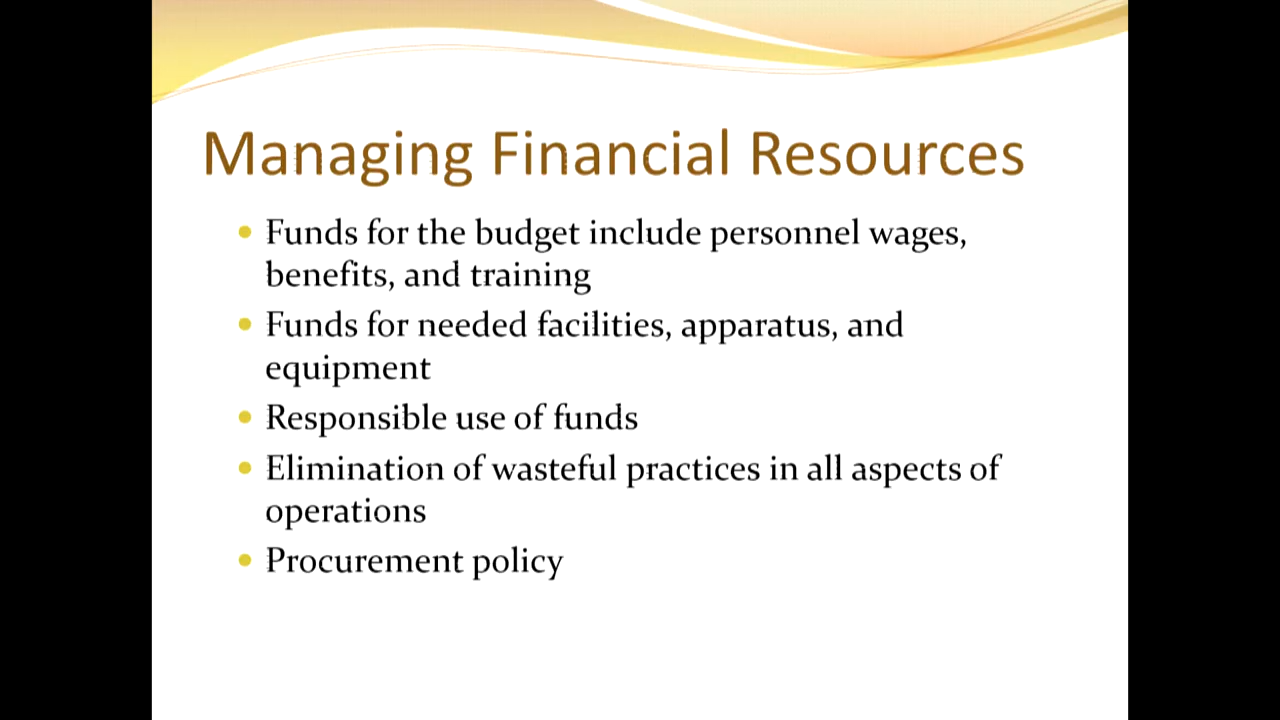 Managing Financial Resources
• Funds for the budget include personnel wages,
benefits, and training
• Funds for needed facilities, apparatus, and
equipment
• Responsible use of funds
• Elimination of wasteful practices in all aspects of
operations
• Procurement policy